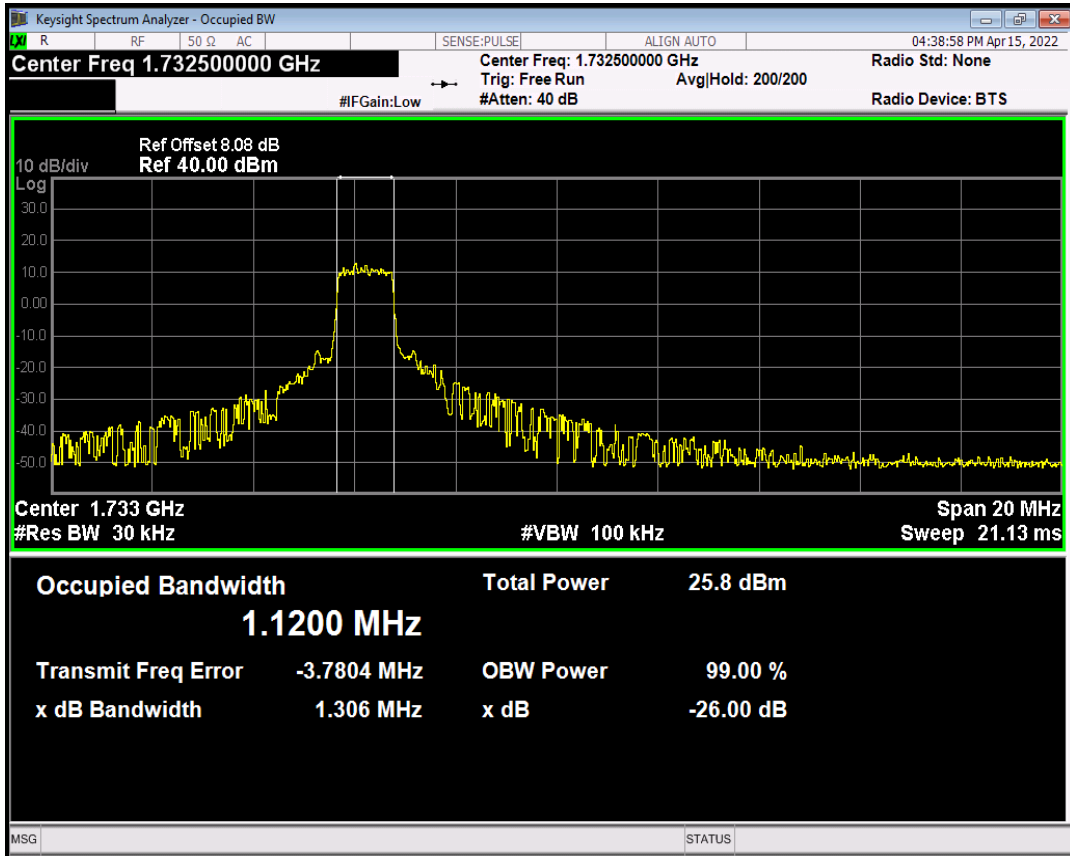 Keysight Spectrum Analyzer - Occupied BW
LXI R RF 50 Ω AC SENSE:PULSE ALIGN AUTO 04:38:58 PM Apr 15, 2022
Center Freq 1.732500000 GHz
Center Freq: 1.732500000 GHz
Radio Std: None
Trig: Free Run Avg|Hold: 200/200
#IFGain:Low #Atten: 40 dB Radio Device: BTS
Ref Offset 8.08 dB
10 dB/div Ref 40.00 dBm
Log
30.0
20.0
10.0
0.00
-10.0
-20.0
-30.0
-40.0
-50.0
Center 1.733 GHz Span 20 MHz
#Res BW 30 kHz #VBW 100 kHz Sweep 21.13 ms
Occupied Bandwidth Total Power 25.8 dBm
1.1200 MHz
Transmit Freq Error -3.7804 MHz OBW Power 99.00 %
x dB Bandwidth 1.306 MHz x dB -26.00 dB
MSG STATUS